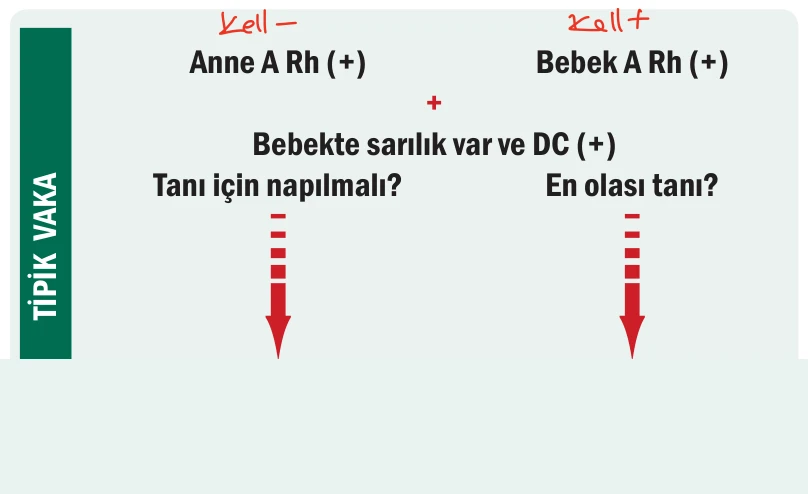 Kell −
Kell +
Anne A Rh (+)
Bebek A Rh (+)
+
Bebekte sarılık var ve DC (+)
Tanı için napılmalı?
En olası tanı?
TİPİK VAKA